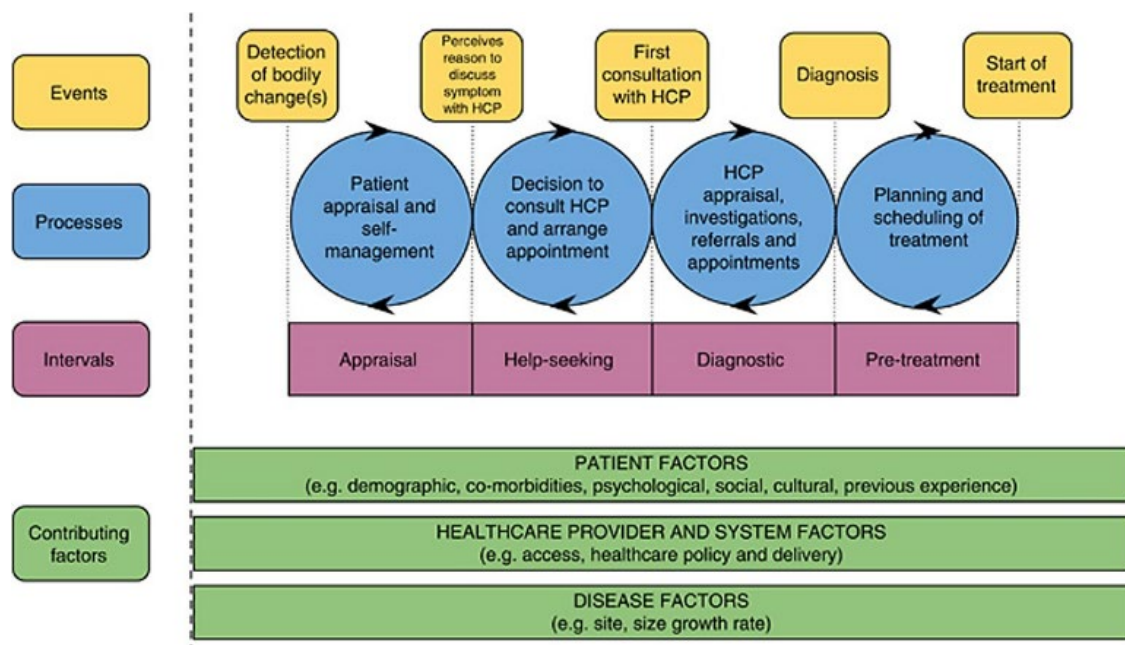 Events
Detection
of bodily
change(s)
Perceives
reason to
discuss
symptom
with HCP
First
consultation
with HCP
Diagnosis
Start of
treatment
Processes
Patient
appraisal and
self-
management
Decision to
consult HCP
and arrange
appointment
HCP
appraisal,
investigations,
referrals and
appointments
Planning and
scheduling of
treatment
Intervals
Appraisal
Help-seeking
Diagnostic
Pre-treatment
Contributing
factors
PATIENT FACTORS
(e.g. demographic, co-morbidities, psychological, social, cultural, previous experience)
HEALTHCARE PROVIDER AND SYSTEM FACTORS
(e.g. access, healthcare policy and delivery)
DISEASE FACTORS
(e.g. site, size growth rate)